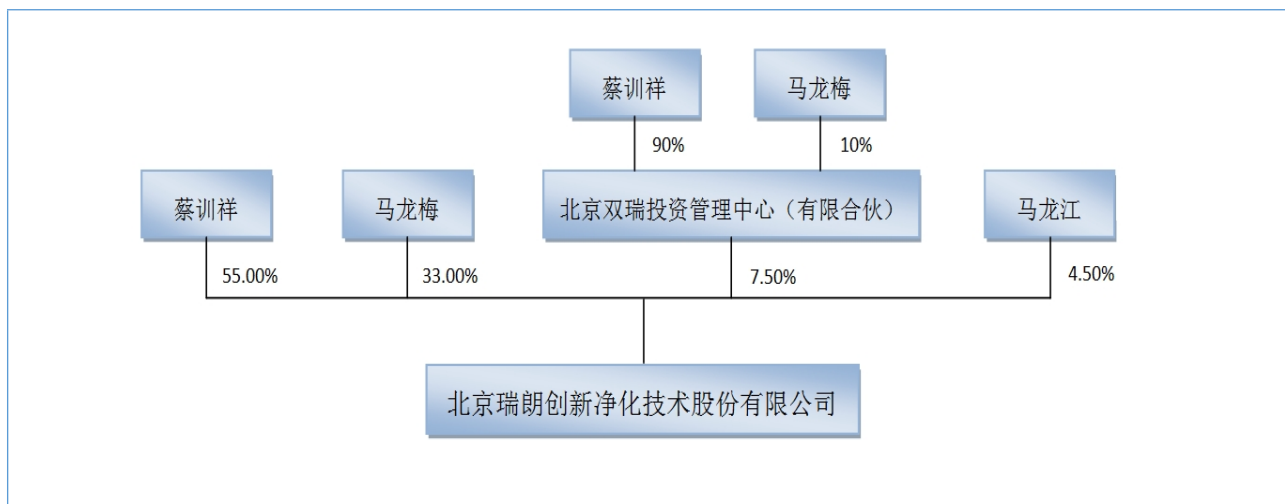 蔡训祥
马龙梅
90%
10%
蔡训祥
马龙梅
北京双瑞投资管理中心（有限合伙）
马龙江
55.00%
33.00%
7.50%
4.50%
北京瑞朗创新净化技术股份有限公司